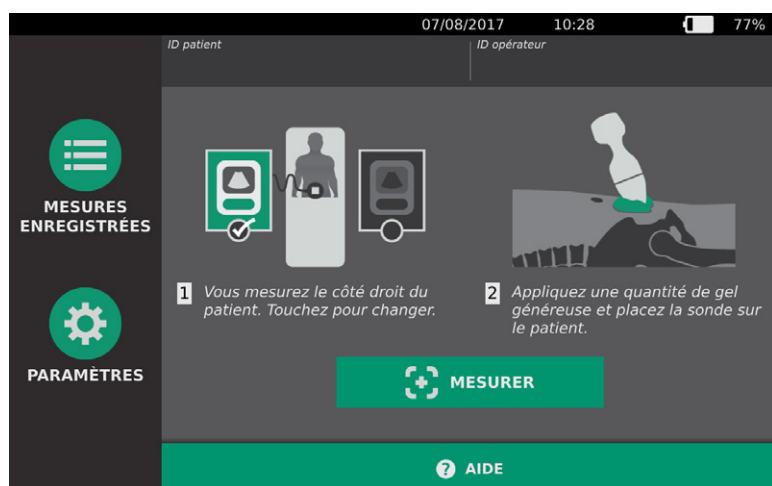 07/08/2017 10:28 77%
ID patient
ID opérateur
MESURES
ENREGISTRÉES
PARAMÈTRES
1 Vous mesurez le côté droit du
patient. Touchez pour changer.
2 Appliquez une quantité de gel
généreuse et placez la sonde sur
le patient.
MESURER
? AIDE